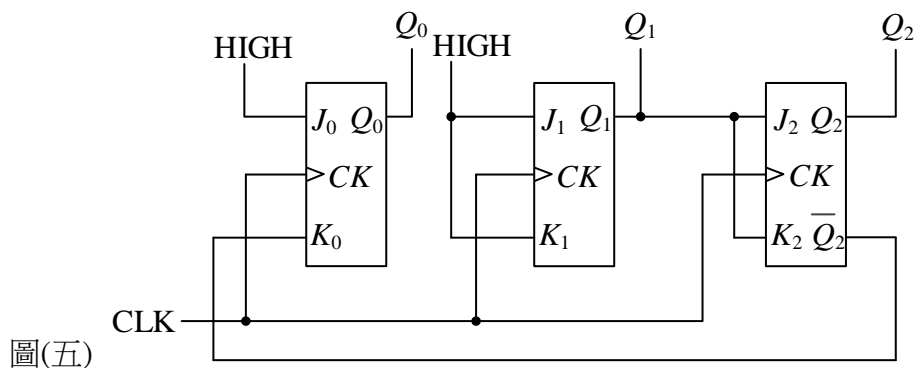 Q₀ Q₁ Q₂
HIGH HIGH
J₀ Q₀ J₁ Q₁ J₂ Q₂
CK CK CK
K₀ K₁ K₂ Q̅₂
CLK
圖(五)